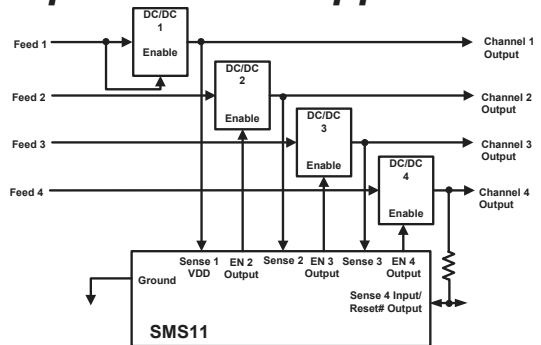 DC/DC
1
Enable
Feed 1
Channel 1
Output
DC/DC
2
Enable
Feed 2
Channel 2
Output
DC/DC
3
Enable
Feed 3
Channel 3
Output
DC/DC
4
Enable
Feed 4
Channel 4
Output
Sense 1
VDD
EN 2
Output
Sense 2
EN 3
Output
Sense 3
EN 4
Output
Ground
Sense 4 Input/
Reset# Output
SMS11